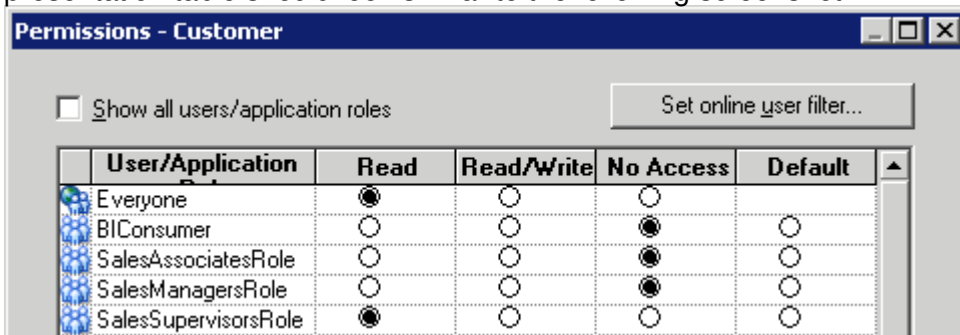 Permissions - Customer
Show all users/application roles
Set online user filter...
User/Application Read Read/Write No Access Default
Everyone
BIConsumer
SalesAssociatesRole
SalesManagersRole
SalesSupervisorsRole